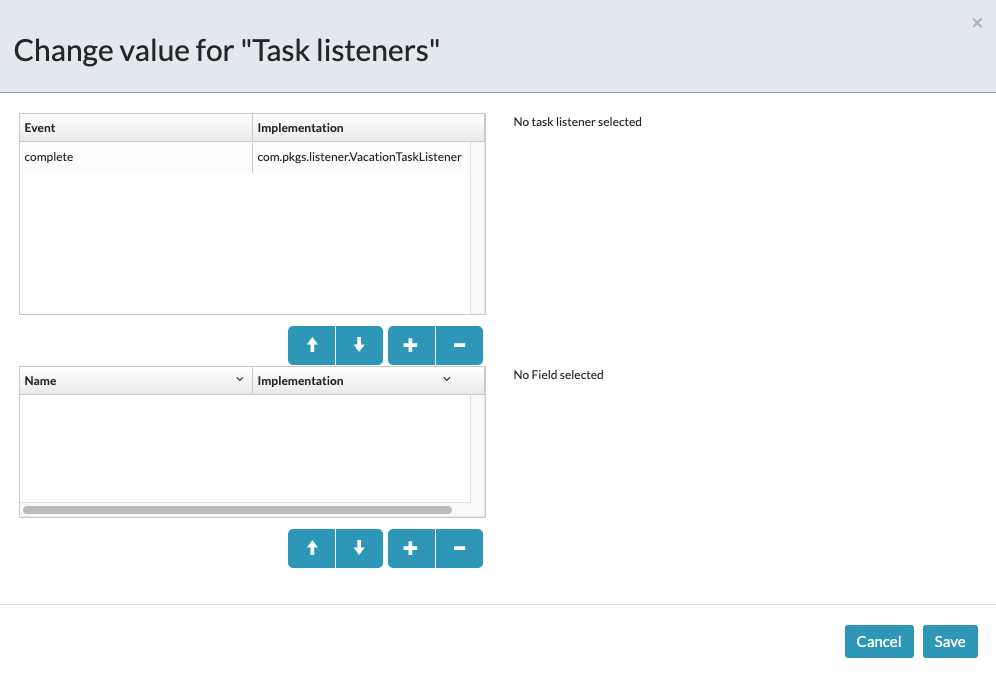 ×
Change value for "Task listeners"
Event Implementation
complete com.pkgs.listener.VacationTaskListener
No task listener selected
Name Implementation
No Field selected
Cancel Save